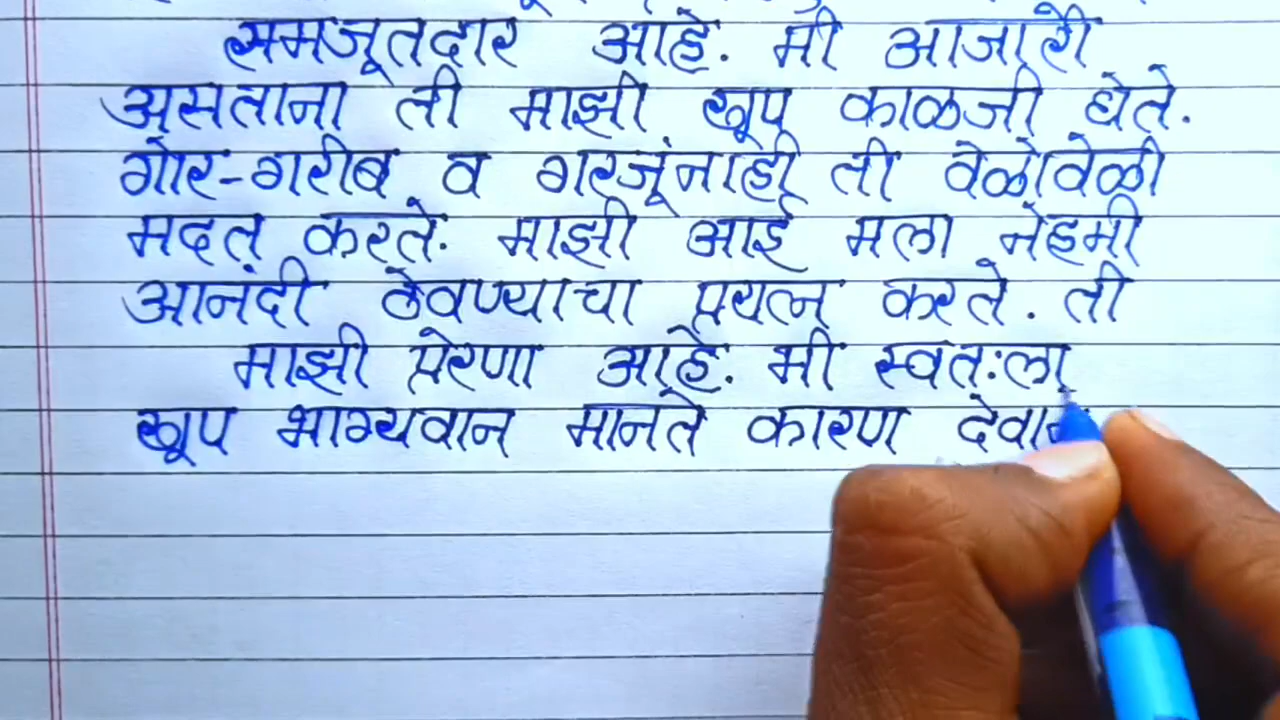 समजूतदार आहे. मी आजारी
असताना ती माझी खूप काळजी घेते.
गोर-गरीब व गरजूंनाही ती वेळोवेळी
मदत करते. माझी आई मला नेहमी
आनंदी ठेवण्याचा प्रयत्न करते. ती
माझी प्रेरणा आहे. मी स्वतःला
खूप भाग्यवान मानते कारण